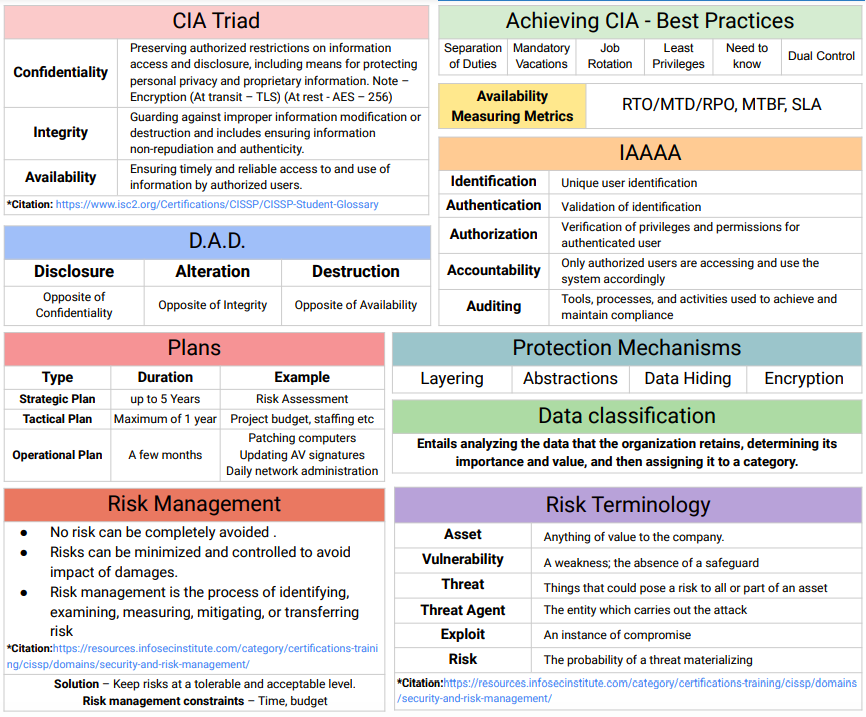 CIA Triad
Confidentiality
Preserving authorized restrictions on information
access and disclosure, including means for protecting
personal privacy and proprietary information. Note –
Encryption (At transit – TLS) (At rest - AES – 256)
Integrity
Guarding against improper information modification or
destruction and includes ensuring information
non-repudiation and authenticity.
Availability
Ensuring timely and reliable access to and use of
information by authorized users.
*Citation: https://www.isc2.org/Certifications/CISSP/CISSP-Student-Glossary
D.A.D.
Disclosure Alteration Destruction
Opposite of
Confidentiality
Opposite of Integrity
Opposite of Availability
Achieving CIA - Best Practices
Separation
of Duties
Mandatory
Vacations
Job
Rotation
Least
Privileges
Need to
know
Dual Control
Availability
Measuring Metrics
RTO/MTD/RPO, MTBF, SLA
IAAAA
Identification Unique user identification
Authentication Validation of identification
Authorization
Verification of privileges and permissions for
authenticated user
Accountability
Only authorized users are accessing and use the
system accordingly
Auditing
Tools, processes, and activities used to achieve and
maintain compliance
Plans
Type Duration Example
Strategic Plan up to 5 Years Risk Assessment
Tactical Plan Maximum of 1 year Project budget, staffing etc
Operational Plan A few months
Patching computers
Updating AV signatures
Daily network administration
Protection Mechanisms
Layering Abstractions Data Hiding Encryption
Data classification
Entails analyzing the data that the organization retains, determining its
importance and value, and then assigning it to a category.
Risk Management
● No risk can be completely avoided .
● Risks can be minimized and controlled to avoid
impact of damages.
● Risk management is the process of identifying,
examining, measuring, mitigating, or transferring
risk
*Citation:https://resources.infosecinstitute.com/category/certifications-traini
ng/cissp/domains/security-and-risk-management/
Solution – Keep risks at a tolerable and acceptable level.
Risk management constraints – Time, budget
Risk Terminology
Asset Anything of value to the company.
Vulnerability A weakness; the absence of a safeguard
Threat Things that could pose a risk to all or part of an asset
Threat Agent The entity which carries out the attack
Exploit An instance of compromise
Risk The probability of a threat materializing
*Citation:https://resources.infosecinstitute.com/category/certifications-training/cissp/domains
/security-and-risk-management/